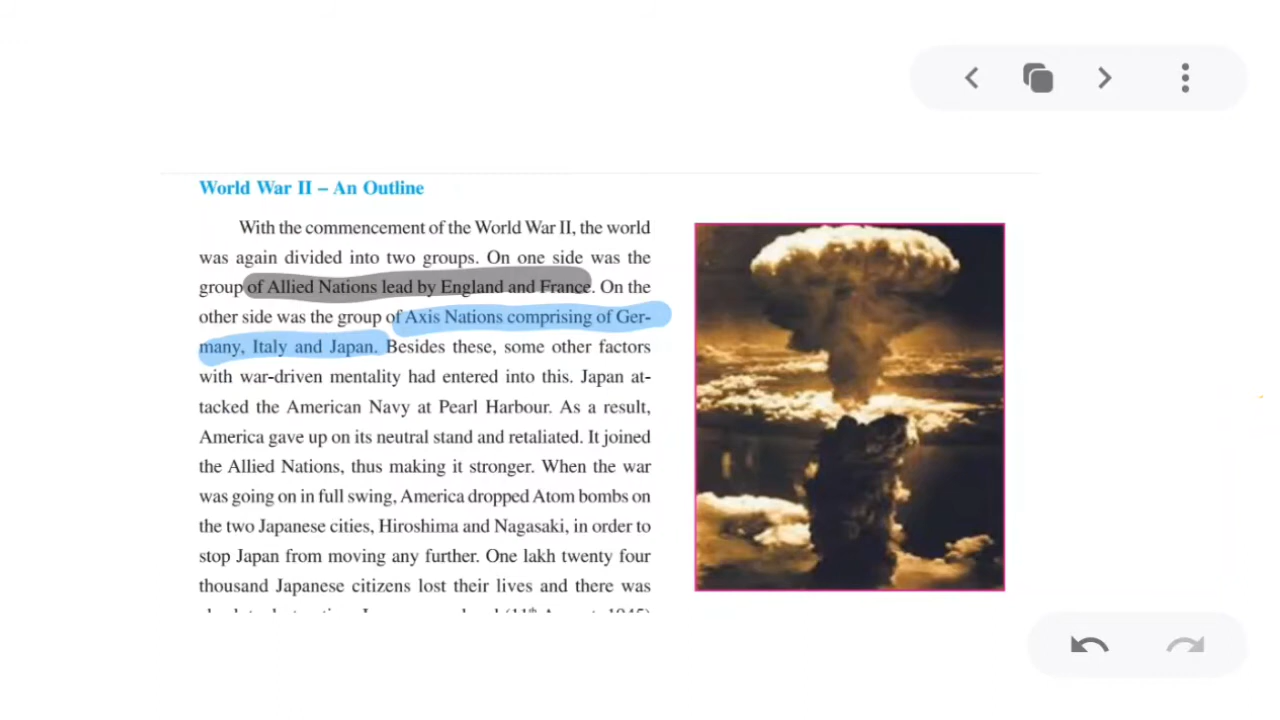 World War II – An Outline
With the commencement of the World War II, the world
was again divided into two groups. On one side was the
group of Allied Nations lead by England and France. On the
other side was the group of Axis Nations comprising of Ger-
many, Italy and Japan. Besides these, some other factors
with war-driven mentality had entered into this. Japan at-
tacked the American Navy at Pearl Harbour. As a result,
America gave up on its neutral stand and retaliated. It joined
the Allied Nations, thus making it stronger. When the war
was going on in full swing, America dropped Atom bombs on
the two Japanese cities, Hiroshima and Nagasaki, in order to
stop Japan from moving any further. One lakh twenty four
thousand Japanese citizens lost their lives and there was